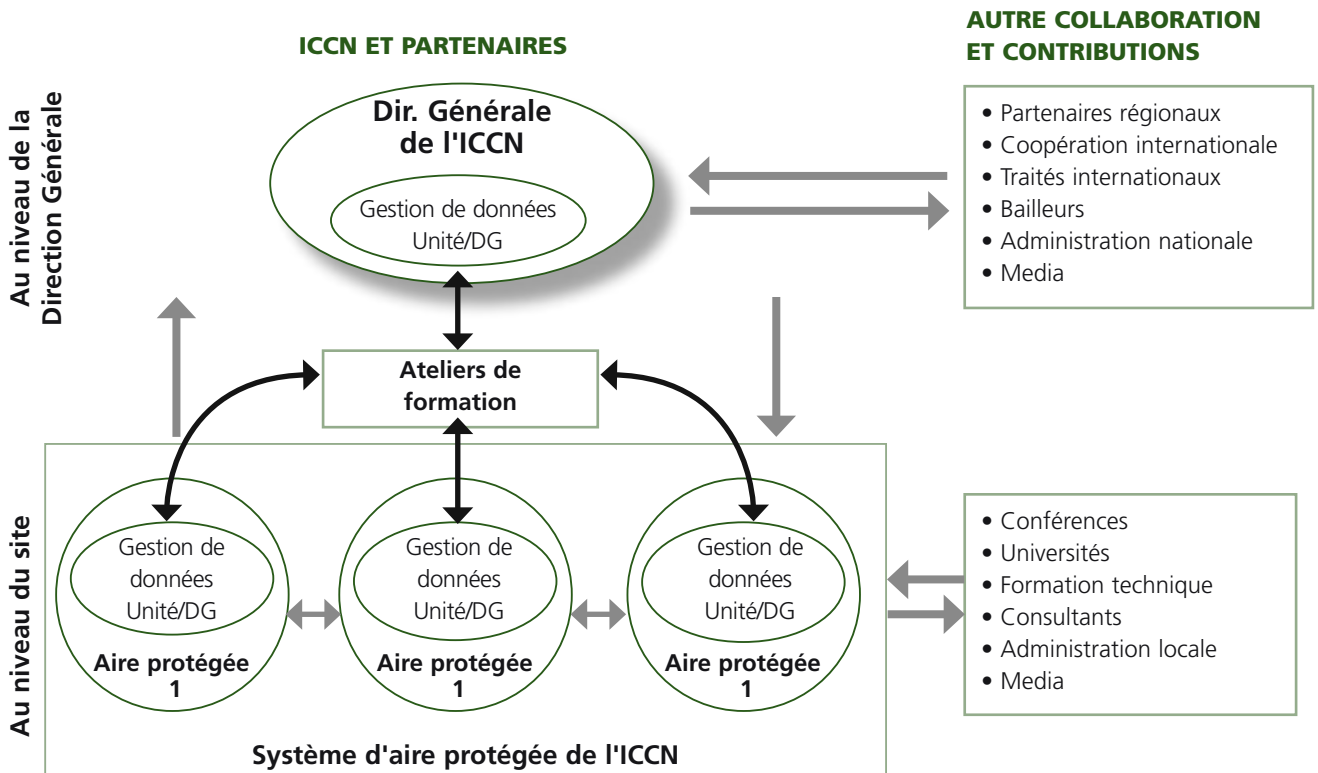 ICCN ET PARTENAIRES
AUTRE COLLABORATION
ET CONTRIBUTIONS
Au niveau de la
Direction Générale
Dir. Générale
de l'ICCN
Gestion de données
Unité/DG
• Partenaires régionaux
• Coopération internationale
• Traités internationaux
• Bailleurs
• Administration nationale
• Media
Ateliers de
formation
Au niveau du site
Gestion de
données
Unité/DG
Aire protégée
1
Gestion de
données
Unité/DG
Aire protégée
1
Gestion de
données
Unité/DG
Aire protégée
1
• Conférences
• Universités
• Formation technique
• Consultants
• Administration locale
• Media
Système d'aire protégée de l'ICCN